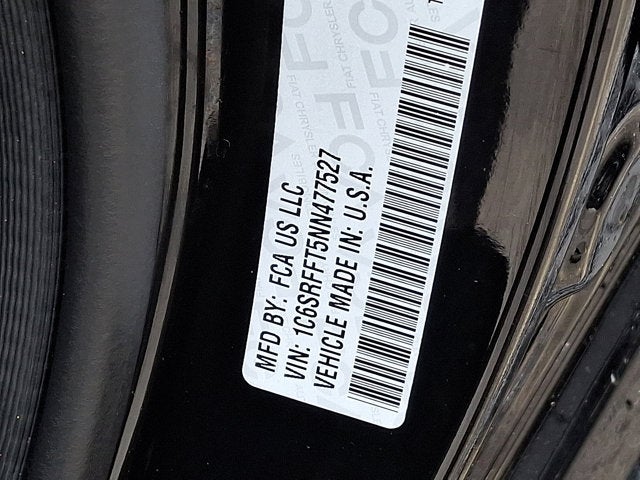 MFD BY: FCA US LLC
VIN: 1C6SRFFT5NN477527
VEHICLE MADE IN: U.S.A.